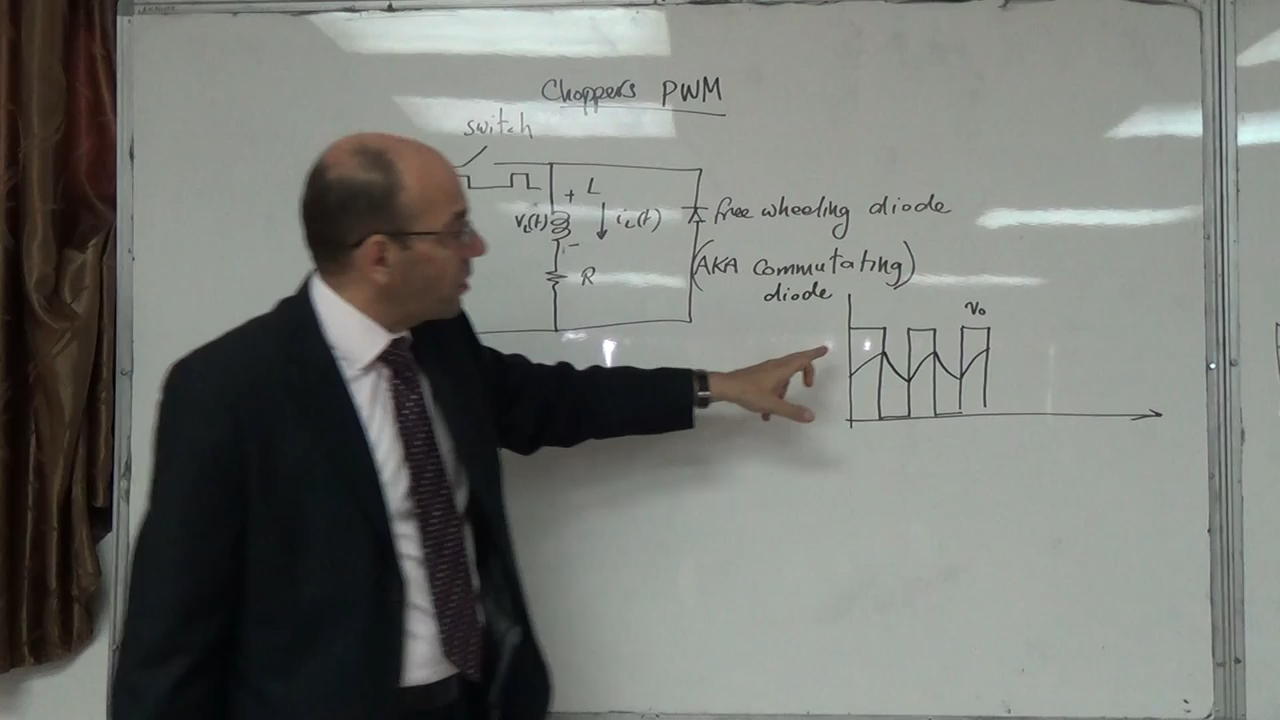 Choppers PWM
switch
+ L
vL(t)
iL(t)
-
R
free wheeling diode
(AKA Commutating)
diode
vo